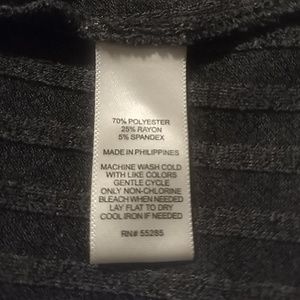 70% POLYESTER
25% RAYON
5% SPANDEX
MADE IN PHILIPPINES
MACHINE WASH COLD
WITH LIKE COLORS
GENTLE CYCLE
ONLY NON-CHLORINE
BLEACH WHEN NEEDED
LAY FLAT TO DRY
COOL IRON IF NEEDED
RN# 55285